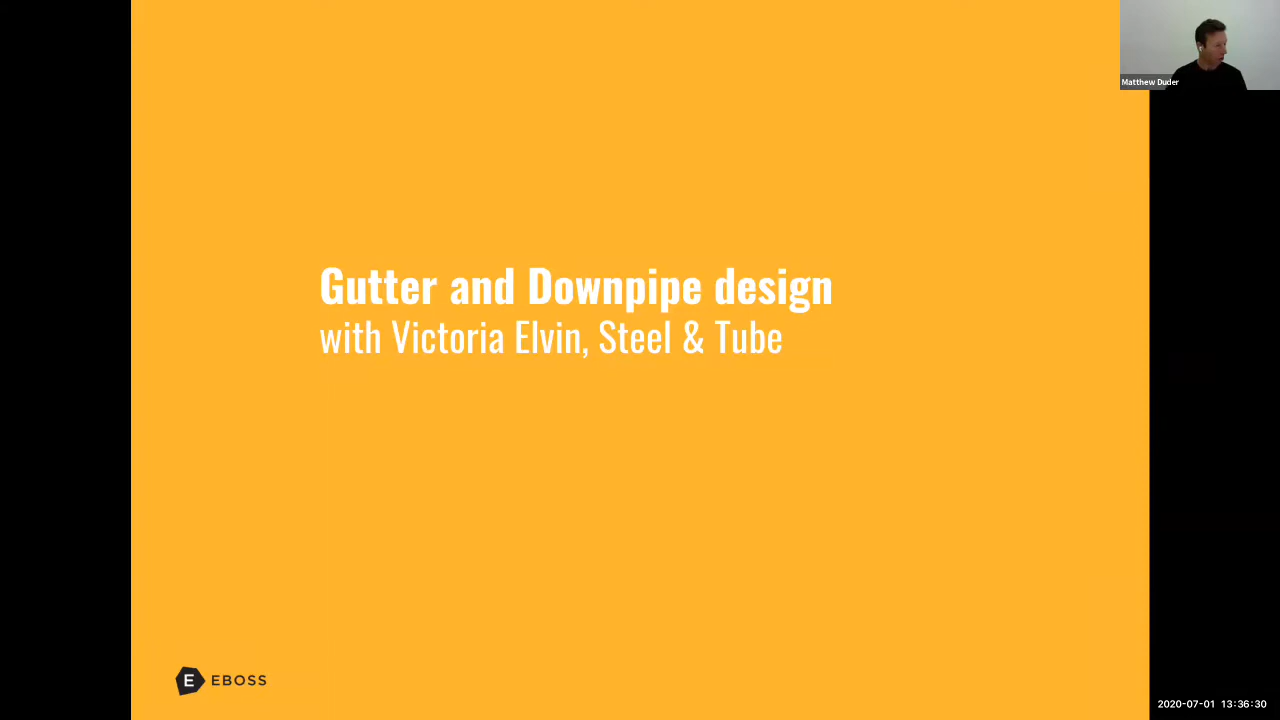 Matthew Duder
Gutter and Downpipe design
with Victoria Elvin, Steel & Tube
E EBOSS
2020-07-01 13:36:30